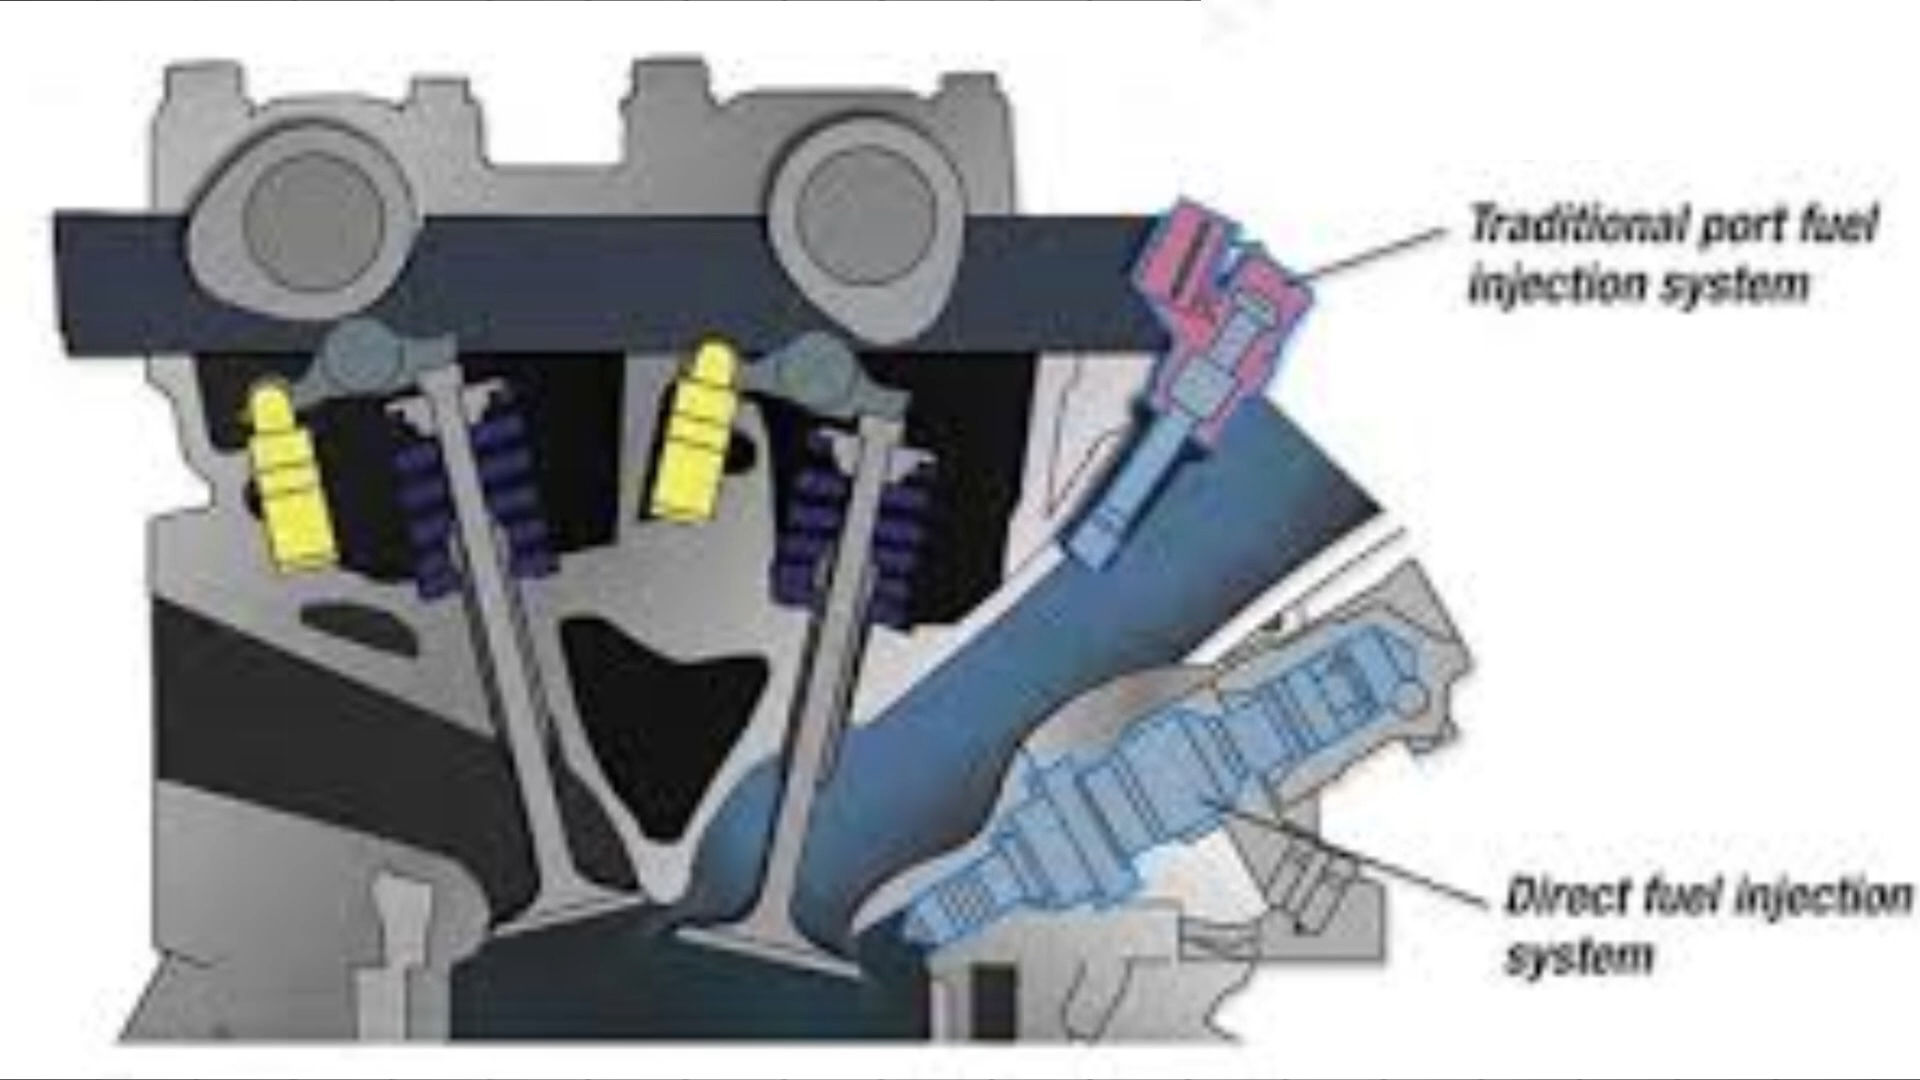 Traditional port fuel
injection system
Direct fuel injection
system